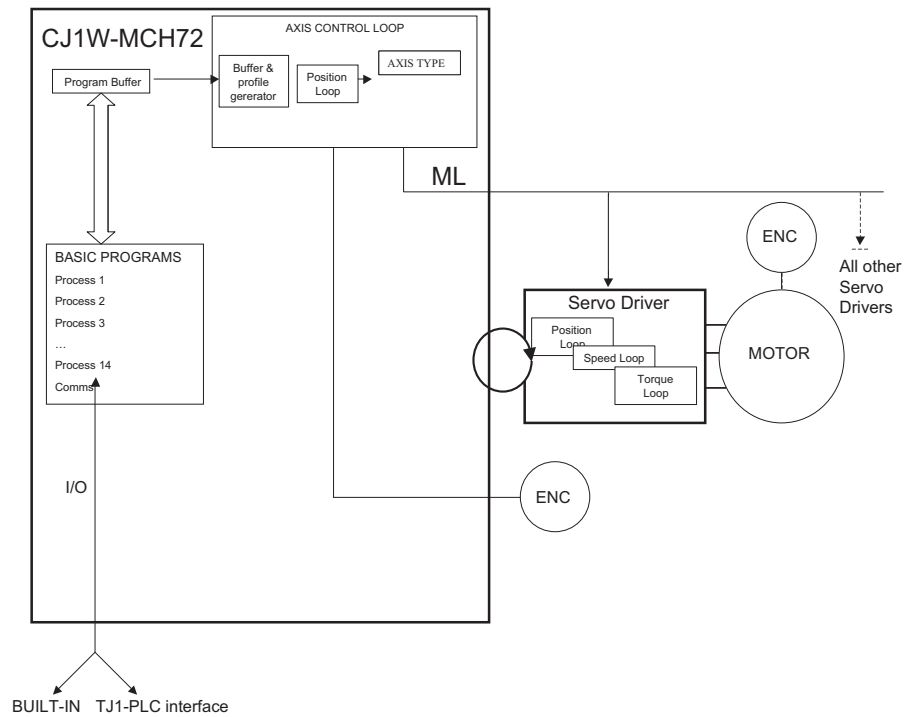 CJ1W-MCH72
AXIS CONTROL LOOP
Program Buffer
Buffer &
profile
gererator
Position
Loop
AXIS TYPE
ML
BASIC PROGRAMS
Process 1
Process 2
Process 3
...
Process 14
Comms
ENC
All other
Servo
Drivers
Servo Driver
Position
Loop
Speed Loop
Torque
Loop
MOTOR
I/O
ENC
BUILT-IN
TJ1-PLC interface